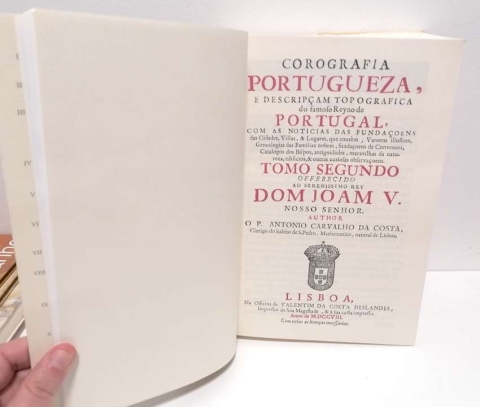 COROGRAFIA
PORTUGUEZA,
E DESCRIPÇAM TOPOGRAFICA
do famoso Reyno de
PORTUGAL,
COM AS NOTICIAS DAS FUNDAÇOENS
das Cidades, Villas, & Lugares, que contèm, Varoens illustres,
Genealogias das Familias nobres, fundaçoens de Conventos,
Catalogos dos Bispos, antiguidades, maravilhas da natu-
reza, edificios, & outras curiosas observaçoens.
TOMO SEGUNDO
OFFERECIDO
AO SERENISSIMO REY
DOM JOAM V.
NOSSO SENHOR.
AUTHOR
O P. ANTONIO CARVALHO DA COSTA,
Clerigo do habito de S. Pedro, Mathematico, natural de Lisboa.
LISBOA,
Na Officina de VALENTIM DA COSTA DESLANDES,
Impressor de Sua Magestade, & à sua custa impresso.
Anno de M.DCCVIII.
Com todas as licenças necessarias.